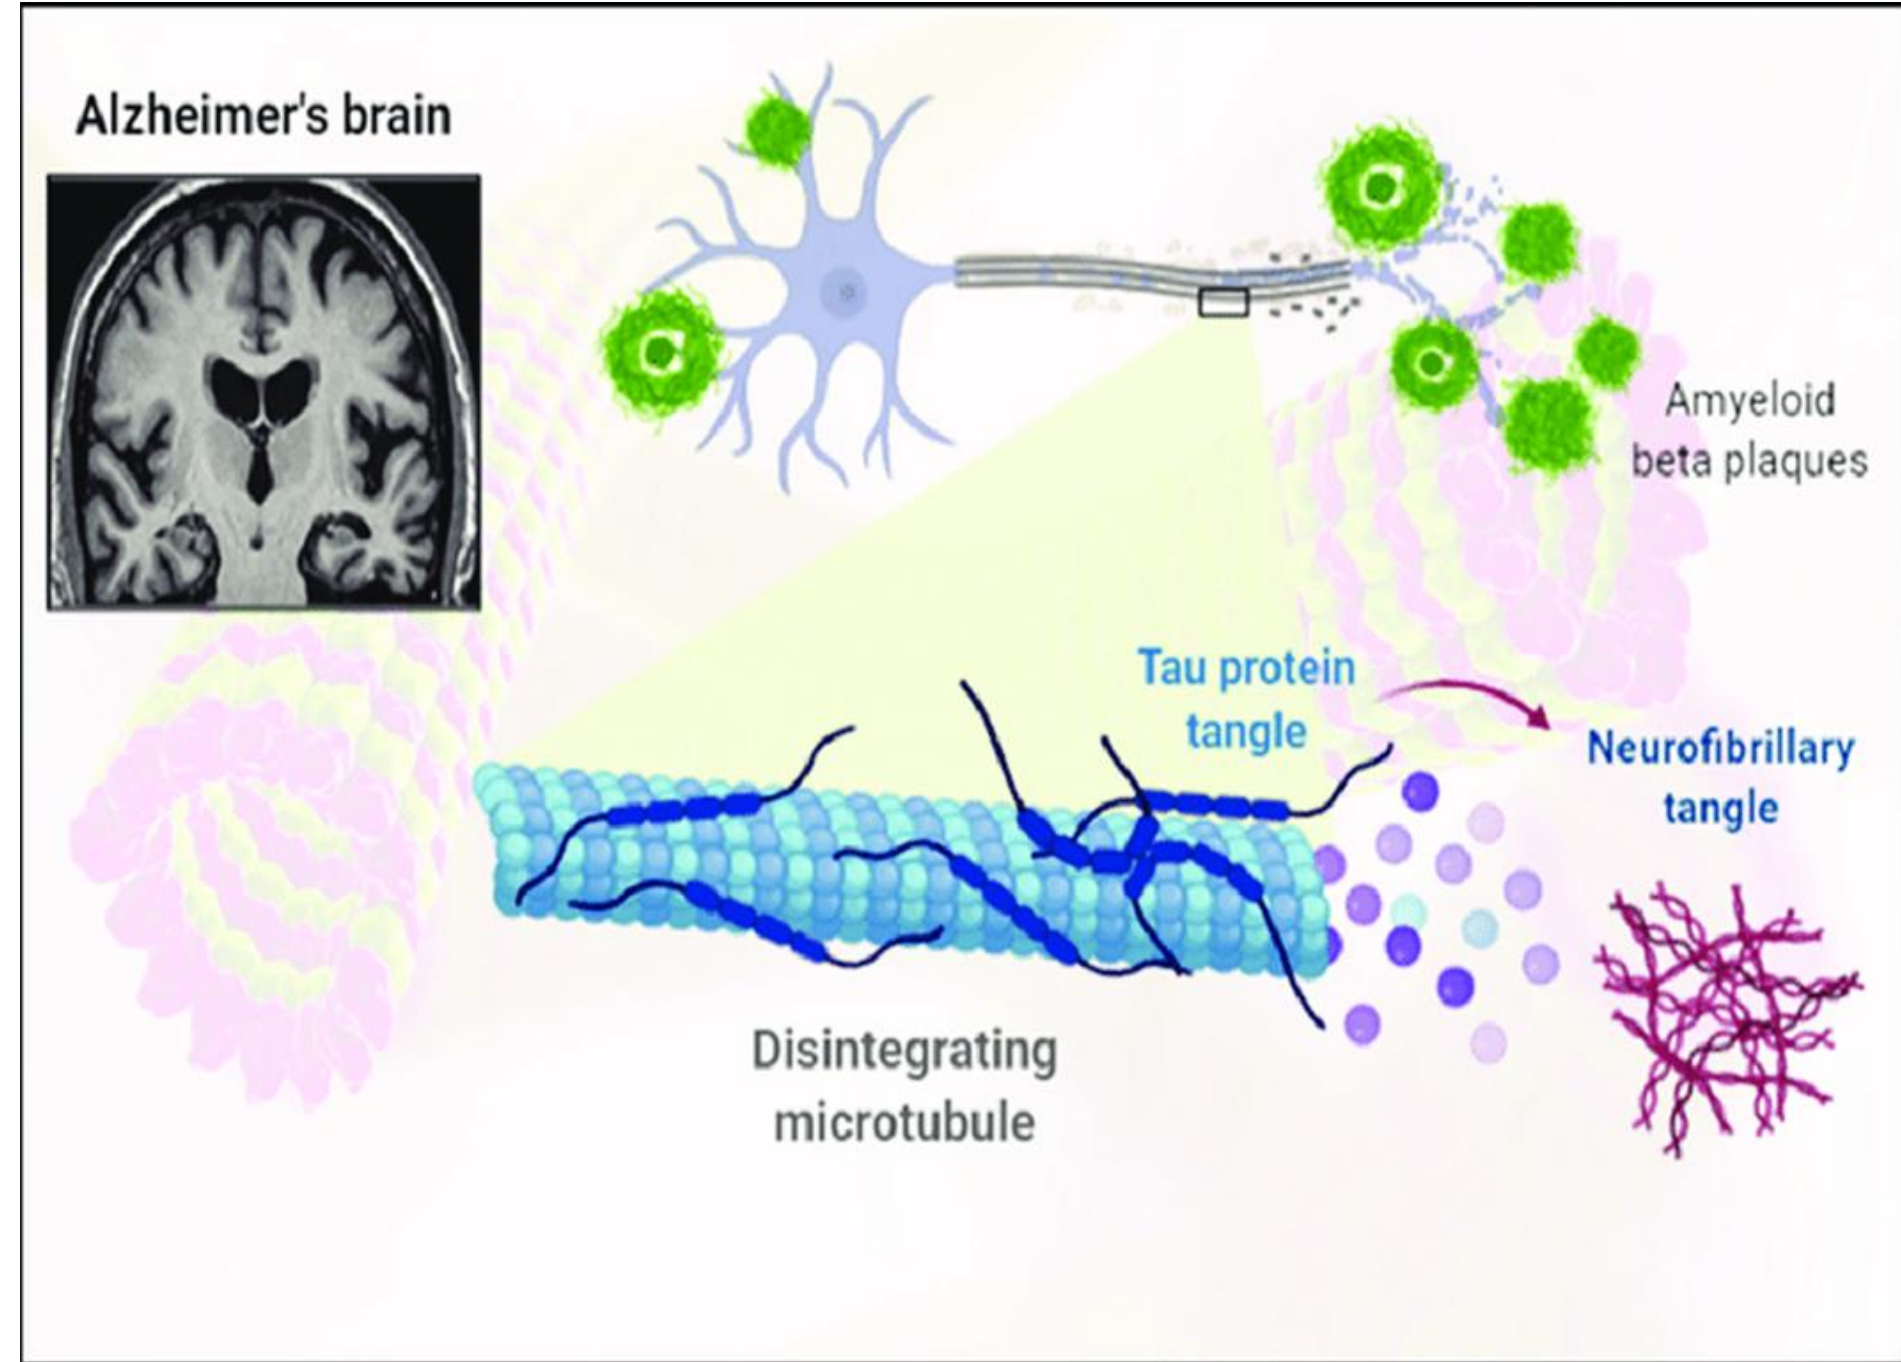 Alzheimer's brain
Amyeloid
beta plaques
Tau protein
tangle
Neurofibrillary
tangle
Disintegrating
microtubule